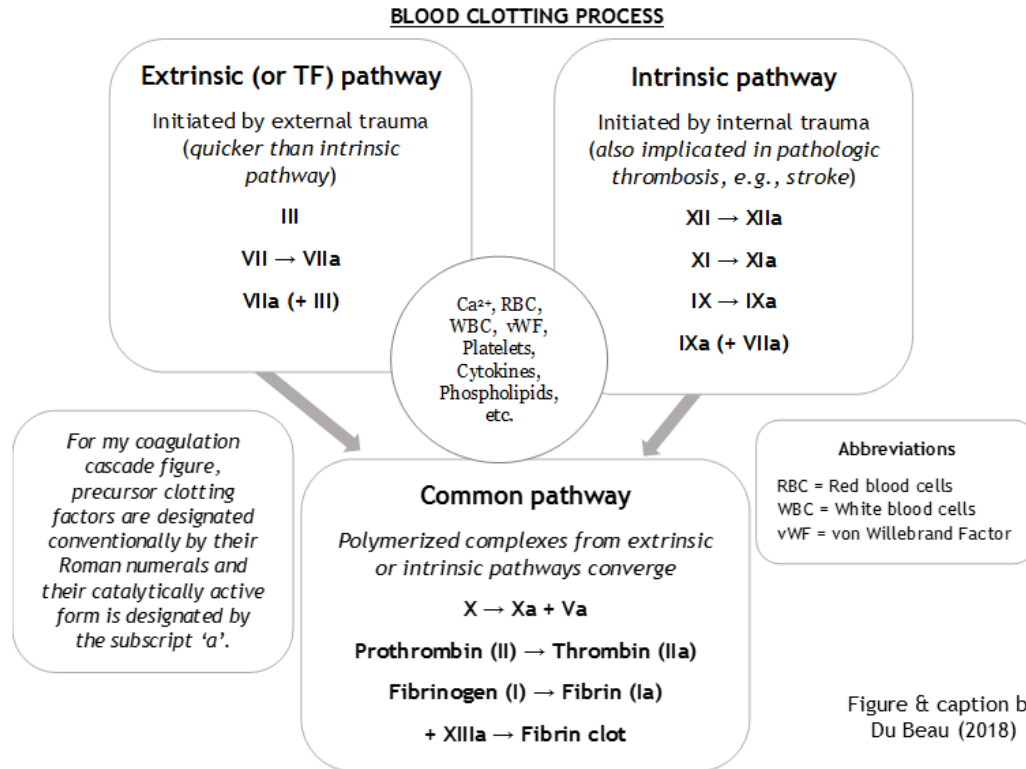 BLOOD CLOTTING PROCESS
Extrinsic (or TF) pathway
Initiated by external trauma
(quicker than intrinsic
pathway)
III
VII → VIIa
VIIa (+ III)
Intrinsic pathway
Initiated by internal trauma
(also implicated in pathologic
thrombosis, e.g., stroke)
XII → XIIa
XI → XIa
IX → IXa
IXa (+ VIIa)
Ca²⁺, RBC,
WBC, vWF,
Platelets,
Cytokines,
Phospholipids,
etc.
For my coagulation
cascade figure,
precursor clotting
factors are designated
conventionally by their
Roman numerals and
their catalytically active
form is designated by
the subscript ‘a’.
Common pathway
Polymerized complexes from extrinsic
or intrinsic pathways converge
X → Xa + Va
Prothrombin (II) → Thrombin (IIa)
Fibrinogen (I) → Fibrin (Ia)
+ XIIIa → Fibrin clot
Abbreviations
RBC = Red blood cells
WBC = White blood cells
vWF = von Willebrand Factor
Figure & caption b
Du Beau (2018)